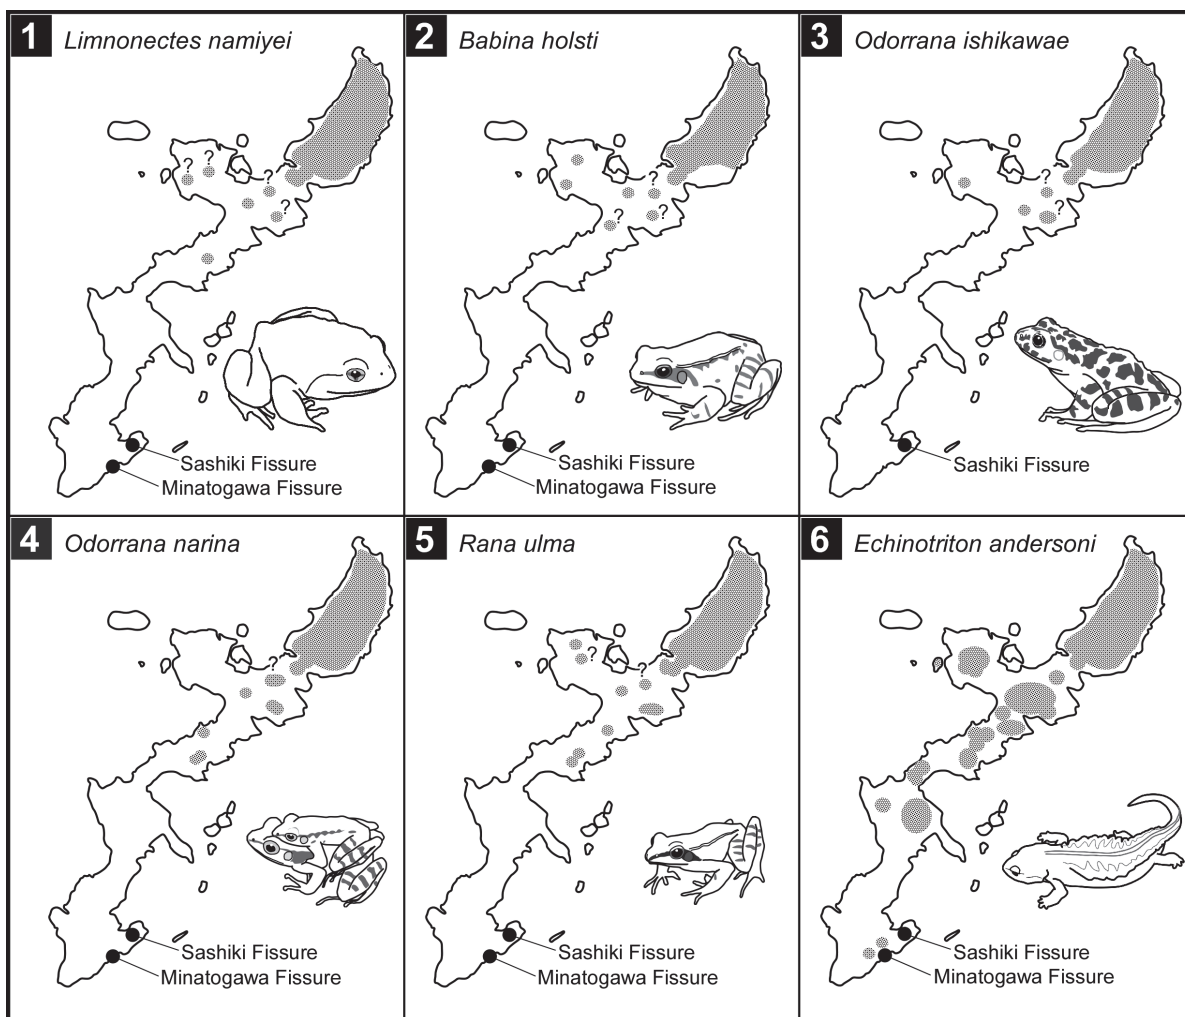 1 Limnonectes namiyei
? ?
?
?
Sashiki Fissure
Minatogawa Fissure
2 Babina holsti
?
? ?
Sashiki Fissure
Minatogawa Fissure
3 Odorrana ishikawae
?
?
Sashiki Fissure
4 Odorrana narina
?
Sashiki Fissure
Minatogawa Fissure
5 Rana ulma
? ?
Sashiki Fissure
Minatogawa Fissure
6 Echinotriton andersoni
Sashiki Fissure
Minatogawa Fissure